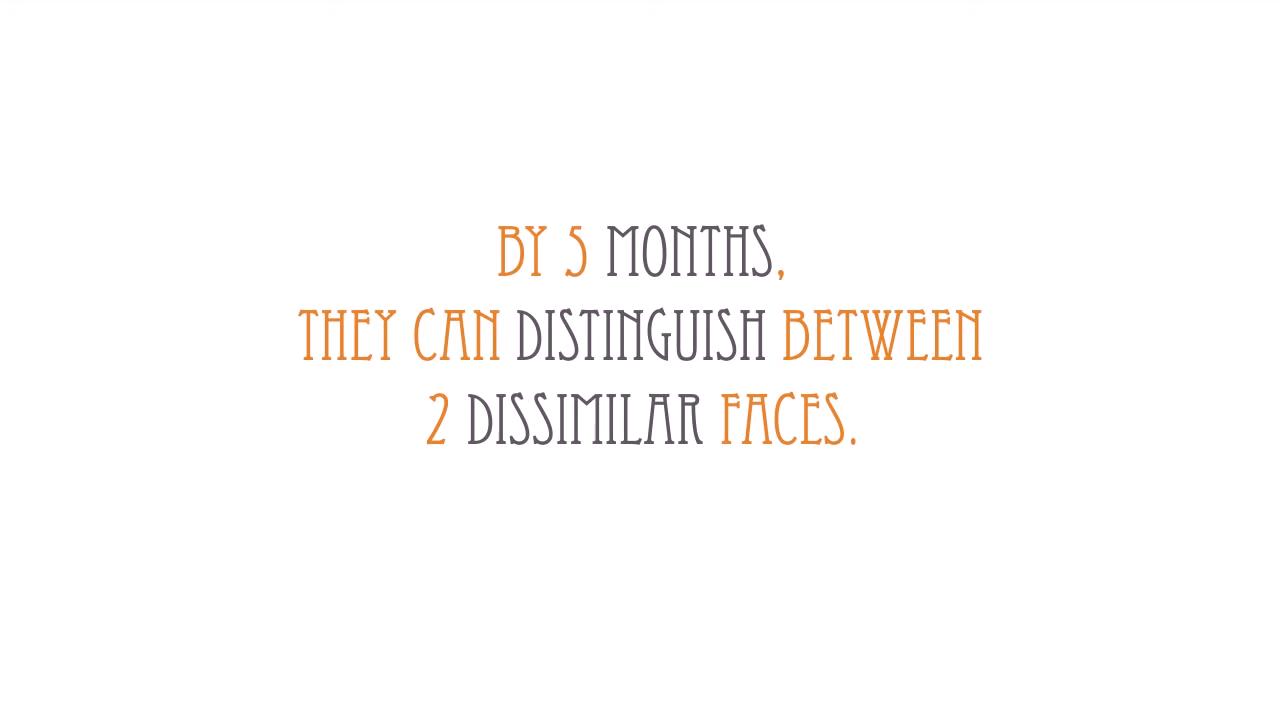 BY 5 MONTHS,
THEY CAN DISTINGUISH BETWEEN
2 DISSIMILAR FACES.